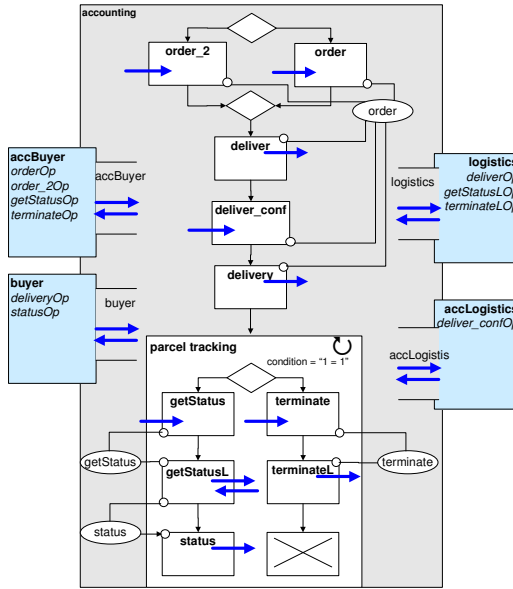 accounting
order_2
order
order
deliver
accBuyer
orderOp
order_2Op
getStatusOp
terminateOp
accBuyer
logistics
deliverOp
getStatusLOp
terminateLOp
logistics
deliver_conf
delivery
buyer
deliveryOp
statusOp
buyer
accLogistics
deliver_confOp
accLogistis
parcel tracking
condition = “1 = 1”
getStatus
terminate
getStatus
getStatusL
terminateL
terminate
status
status